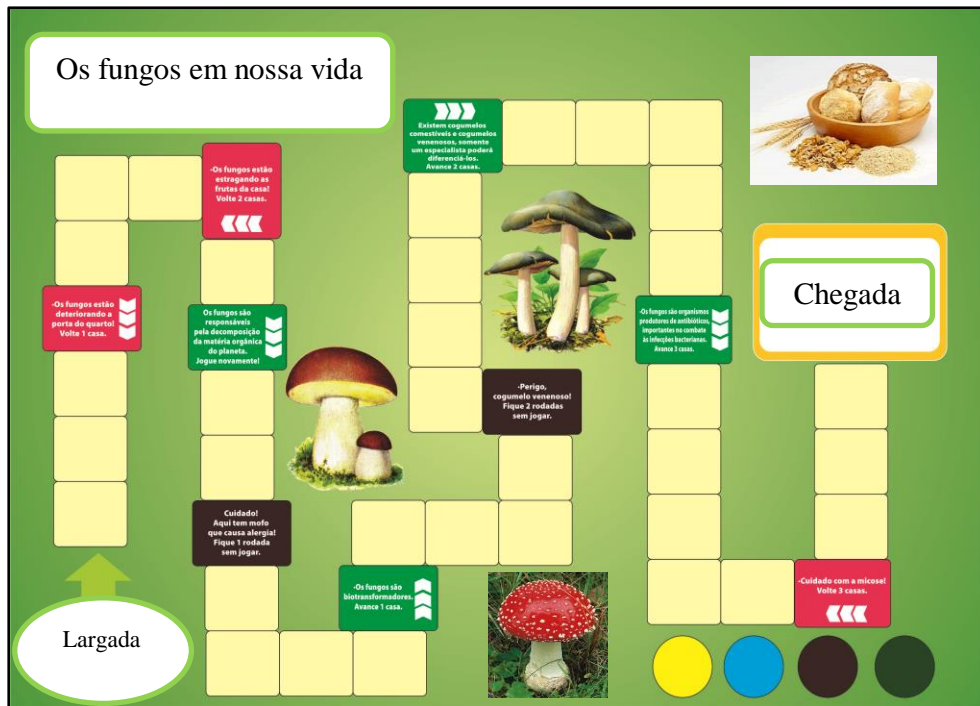 Os fungos em nossa vida
-Os fungos estão
estragando as
frutas da casa!
Volte 2 casas.
Existem cogumelos
comestíveis e cogumelos
venenosos, somente
um especialista poderá
diferenciá-los.
Avance 2 casas.
-Os fungos estão
deteriorando a
porta do quarto!
Volte 1 casa.
Os fungos são
responsáveis
pela decomposição
da matéria orgânica
do planeta.
Jogue novamente!
-Os fungos são organismos
produtores de antibióticos,
importantes no combate
às infecções bacterianas.
Avance 3 casas.
Chegada
-Perigo,
cogumelo venenoso!
Fique 2 rodadas
sem jogar.
Cuidado!
Aqui tem mofo
que causa alergia!
Fique 1 rodada
sem jogar.
-Os fungos são
biotransformadores.
Avance 1 casa.
-Cuidado com a micose!
Volte 3 casas.
Largada